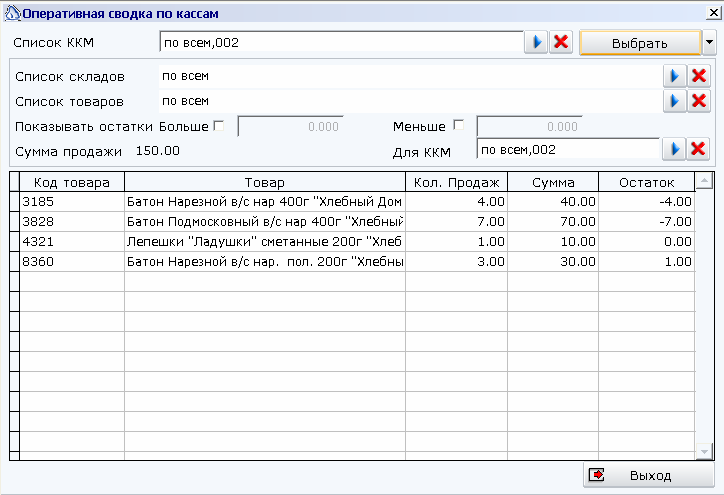 Оперативная сводка по кассам
Список ККМ по всем,002 Выбрать
Список складов по всем
Список товаров по всем
Показывать остатки Больше 0.000 Меньше 0.000
Сумма продажи 150.00 Для ККМ по всем,002
Код товара Товар Кол. Продаж Сумма Остаток
3185 Батон Нарезной в/с нар 400г "Хлебный Дом 4.00 40.00 -4.00
3828 Батон Подмосковный в/с нар 400г "Хлебный 7.00 70.00 -7.00
4321 Лепешки "Ладушки" сметанные 200г "Хлеб 1.00 10.00 0.00
8360 Батон Нарезной в/с нар. пол. 200г "Хлебны 3.00 30.00 1.00
Выход